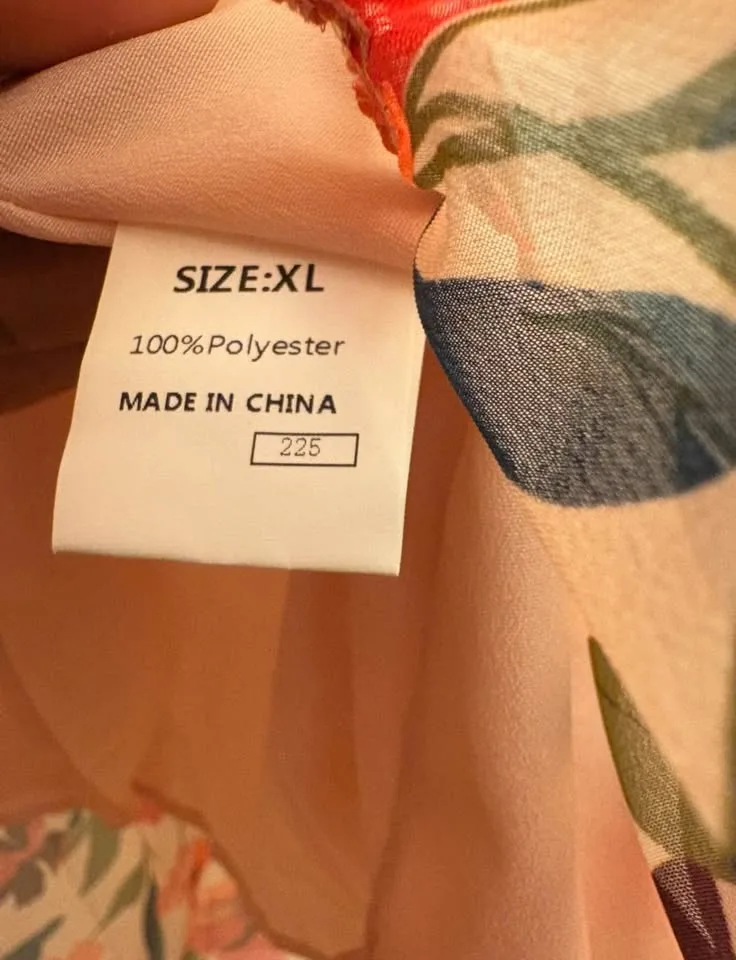 SIZE:XL
100%Polyester
MADE IN CHINA
225